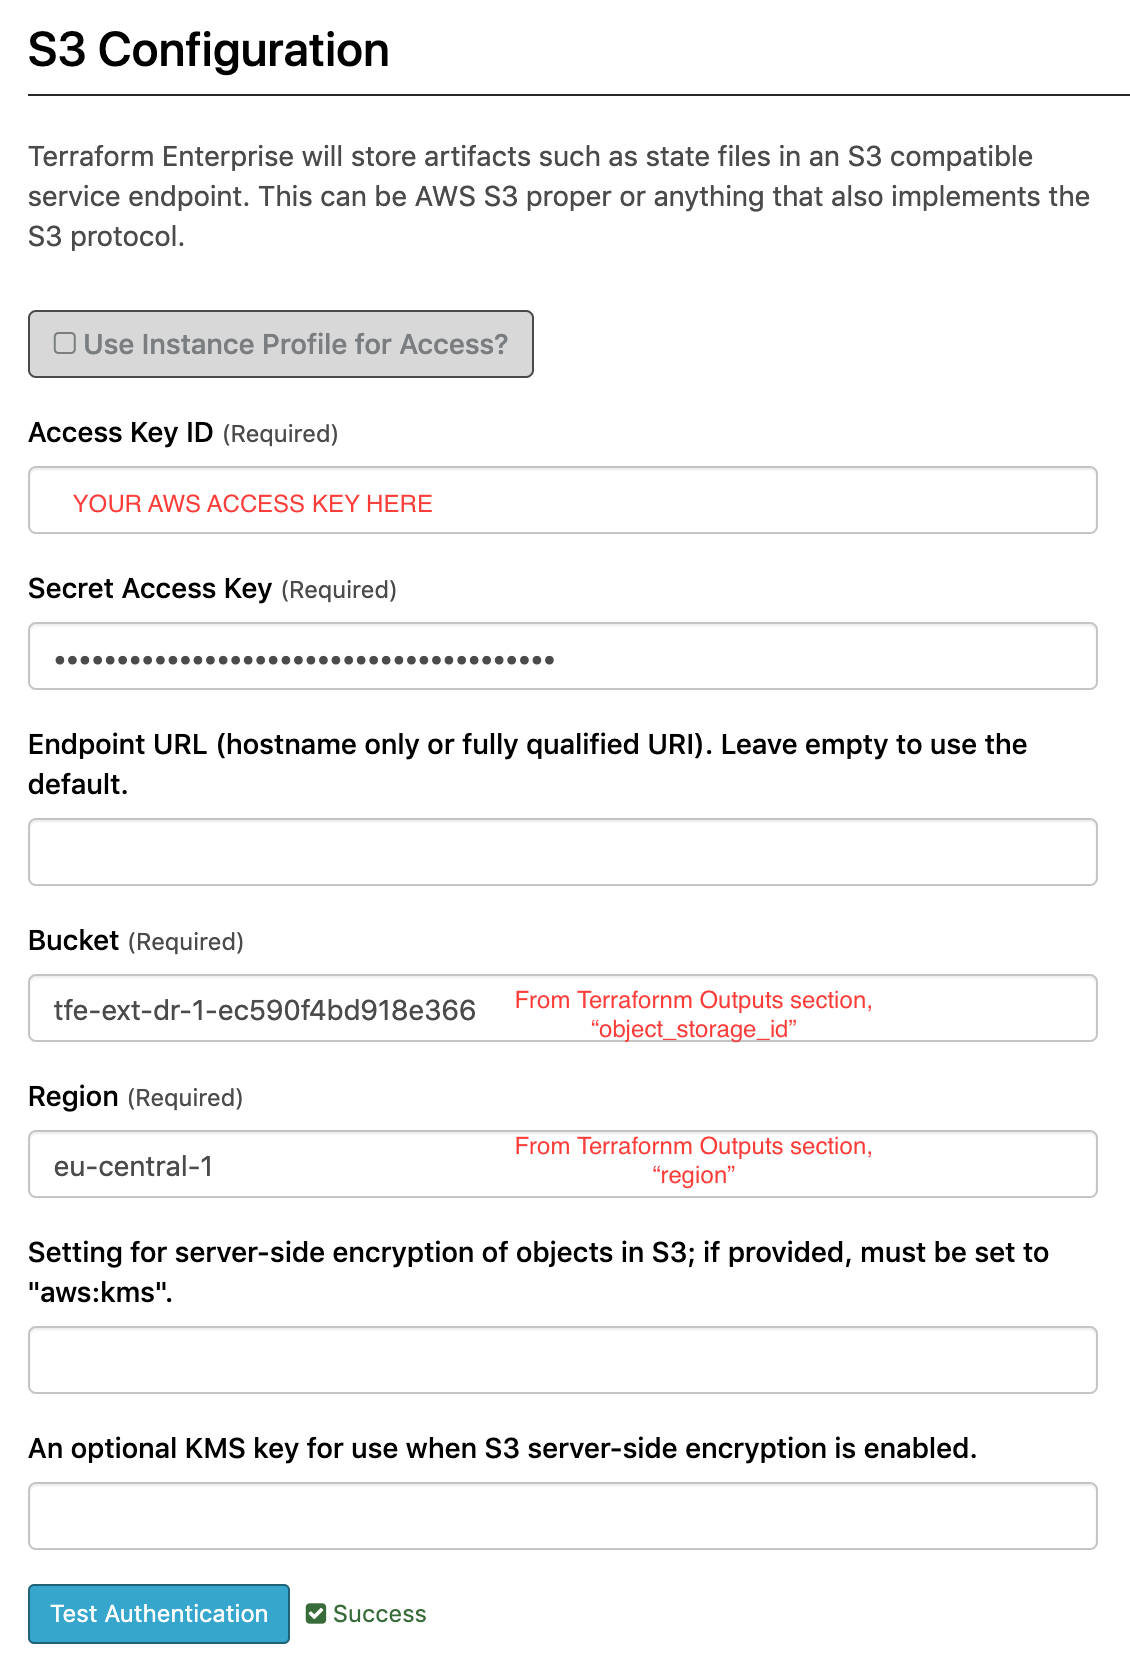 S3 Configuration
Terraform Enterprise will store artifacts such as state files in an S3 compatible
service endpoint. This can be AWS S3 proper or anything that also implements the
S3 protocol.
Use Instance Profile for Access?
Access Key ID (Required)
YOUR AWS ACCESS KEY HERE
Secret Access Key (Required)
••••••••••••••••••••••••••••••••••••••••
Endpoint URL (hostname only or fully qualified URI). Leave empty to use the
default.
Bucket (Required)
tfe-ext-dr-1-ec590f4bd918e366
From Terrafornm Outputs section,
“object_storage_id”
Region (Required)
eu-central-1
From Terrafornm Outputs section,
“region”
Setting for server-side encryption of objects in S3; if provided, must be set to
"aws:kms".
An optional KMS key for use when S3 server-side encryption is enabled.
Test Authentication
Success